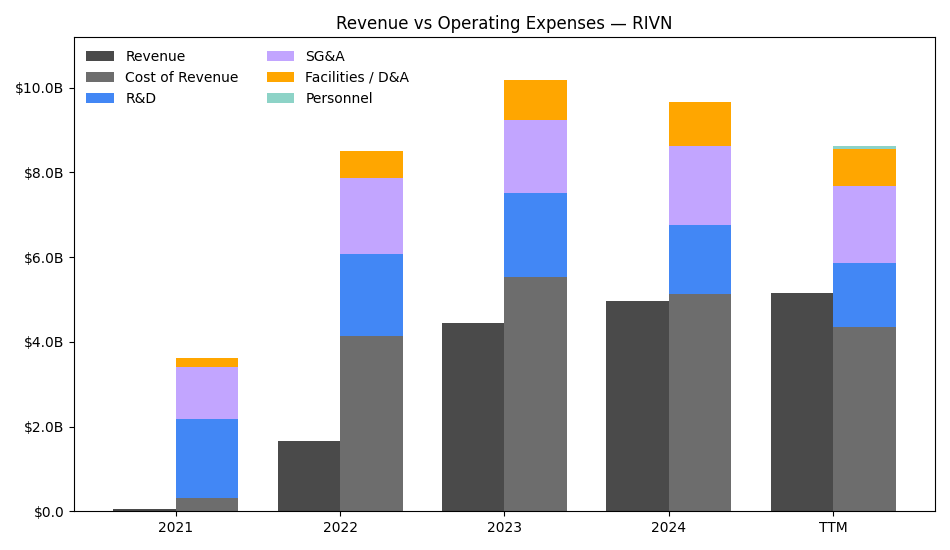 Revenue vs Operating Expenses — RIVN
Revenue
Cost of Revenue
R&D
SG&A
Facilities / D&A
Personnel
$10.0B
$8.0B
$6.0B
$4.0B
$2.0B
$0.0
2021 2022 2023 2024 TTM